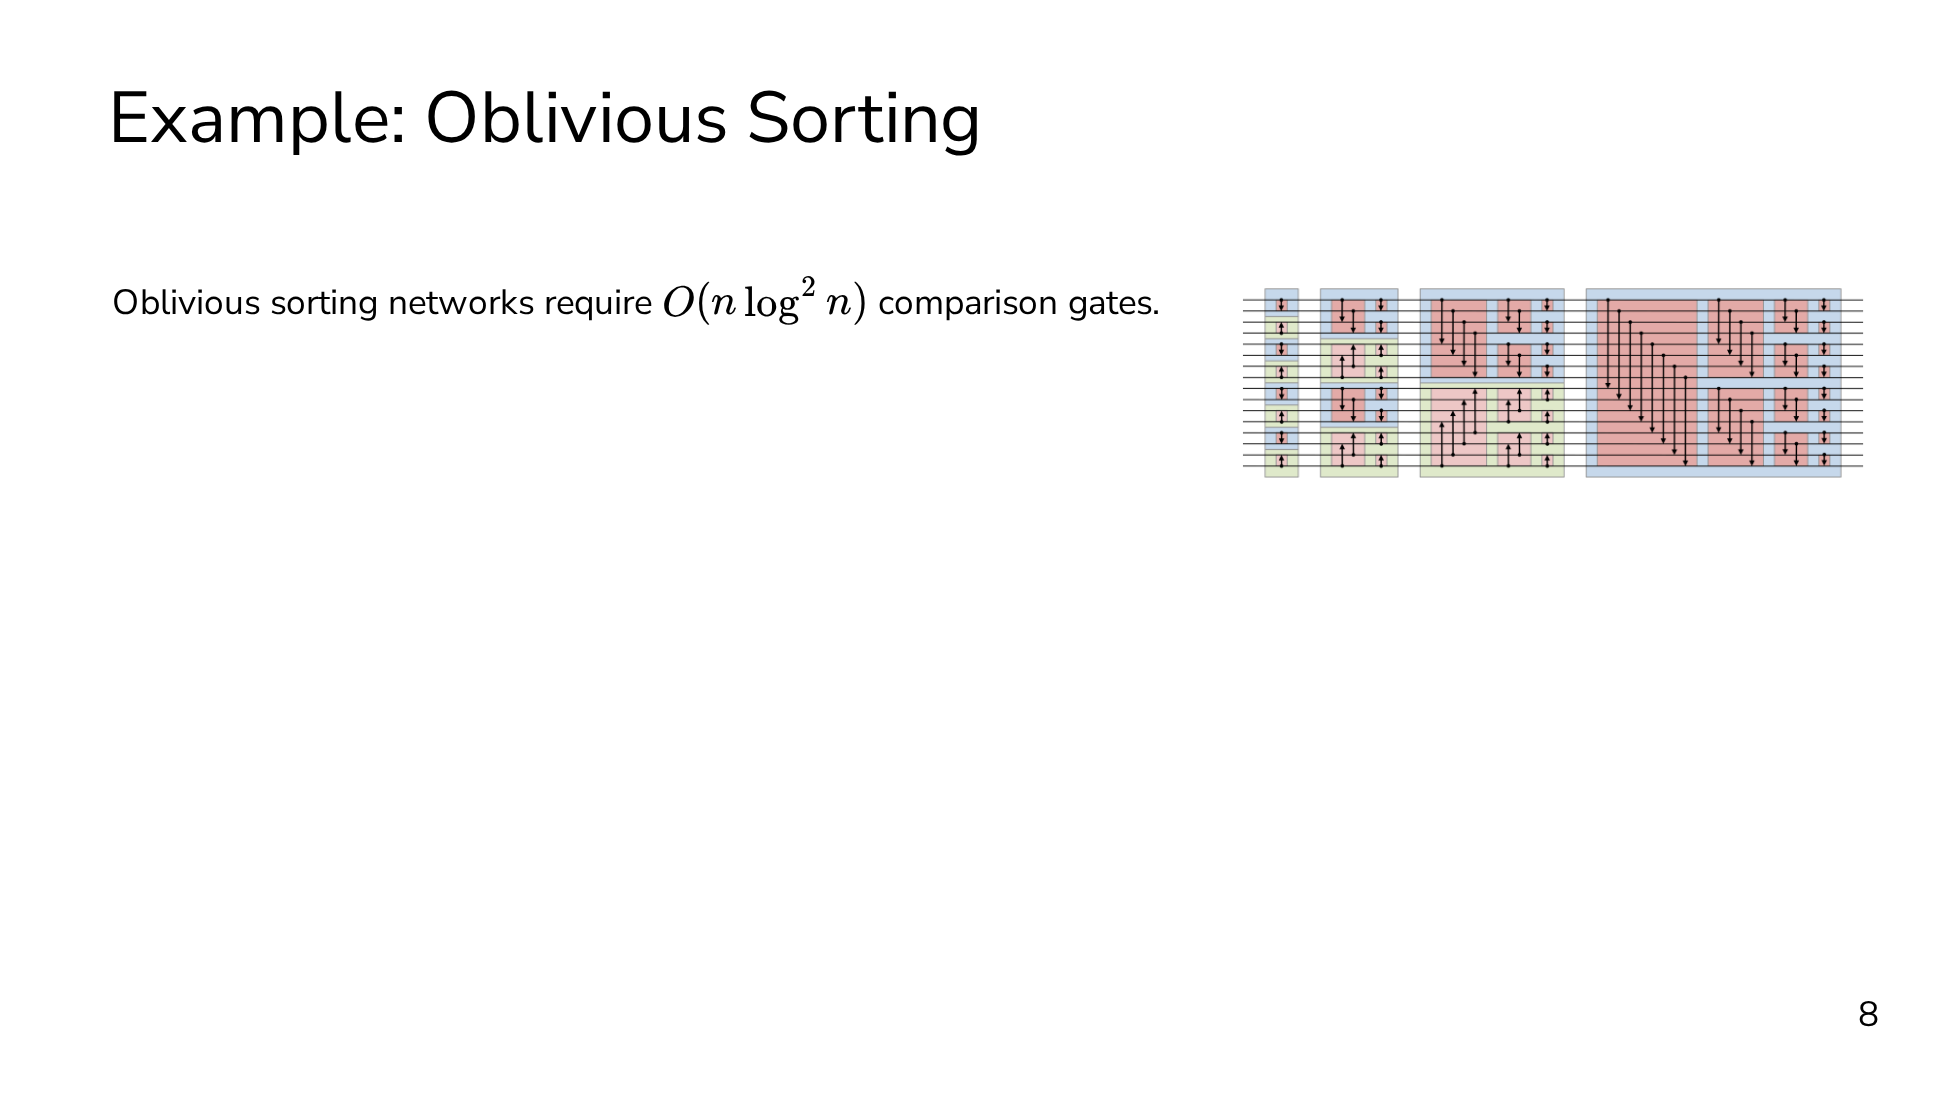 Example: Oblivious Sorting
Oblivious sorting networks require O(n log² n) comparison gates.
8